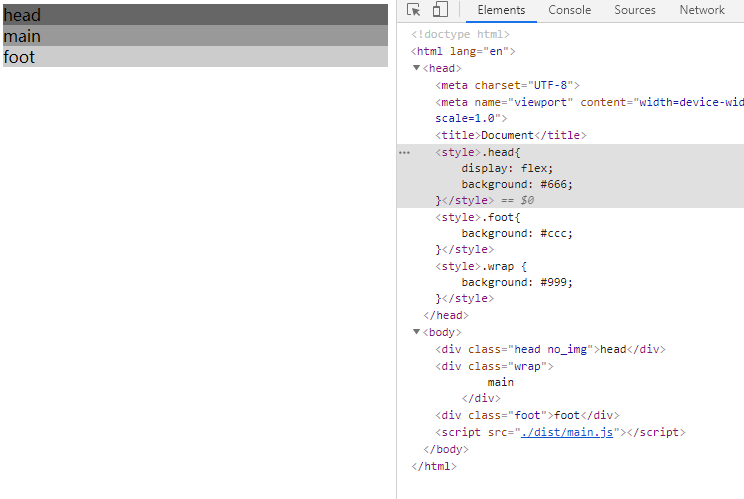 head
main
foot
Elements Console Sources Network
<!doctype html>
<html lang="en">
<head>
<meta charset="UTF-8">
<meta name="viewport" content="width=device-wid
scale=1.0">
<title>Document</title>
<style>.head{
display: flex;
background: #666;
}</style> == $0
<style>.foot{
background: #ccc;
}</style>
<style>.wrap {
background: #999;
}</style>
</head>
<body>
<div class="head no_img">head</div>
<div class="wrap">
main
</div>
<div class="foot">foot</div>
<script src="./dist/main.js"></script>
</body>
</html>